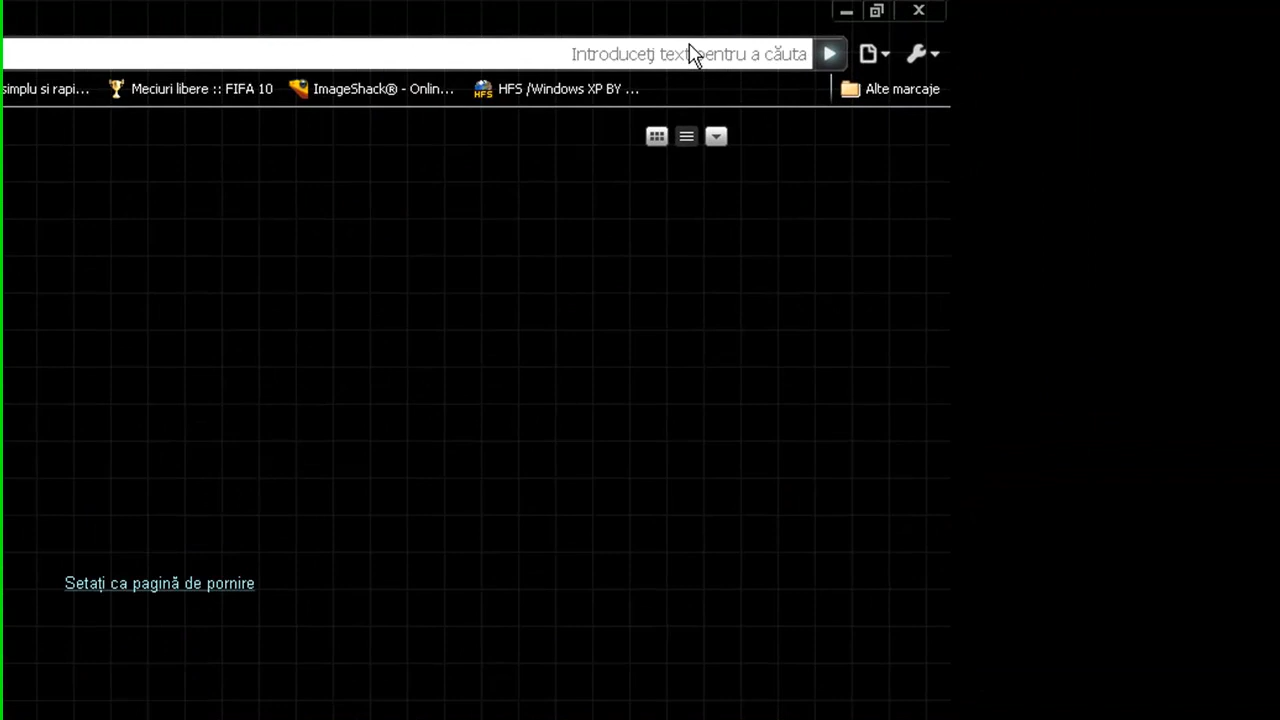 Introduceţi text pentru a căuta
simplu si rapi... Meciuri libere :: FIFA 10 ImageShack® - Onlin... HFS /Windows XP BY ... Alte marcaje
Setați ca pagină de pornire